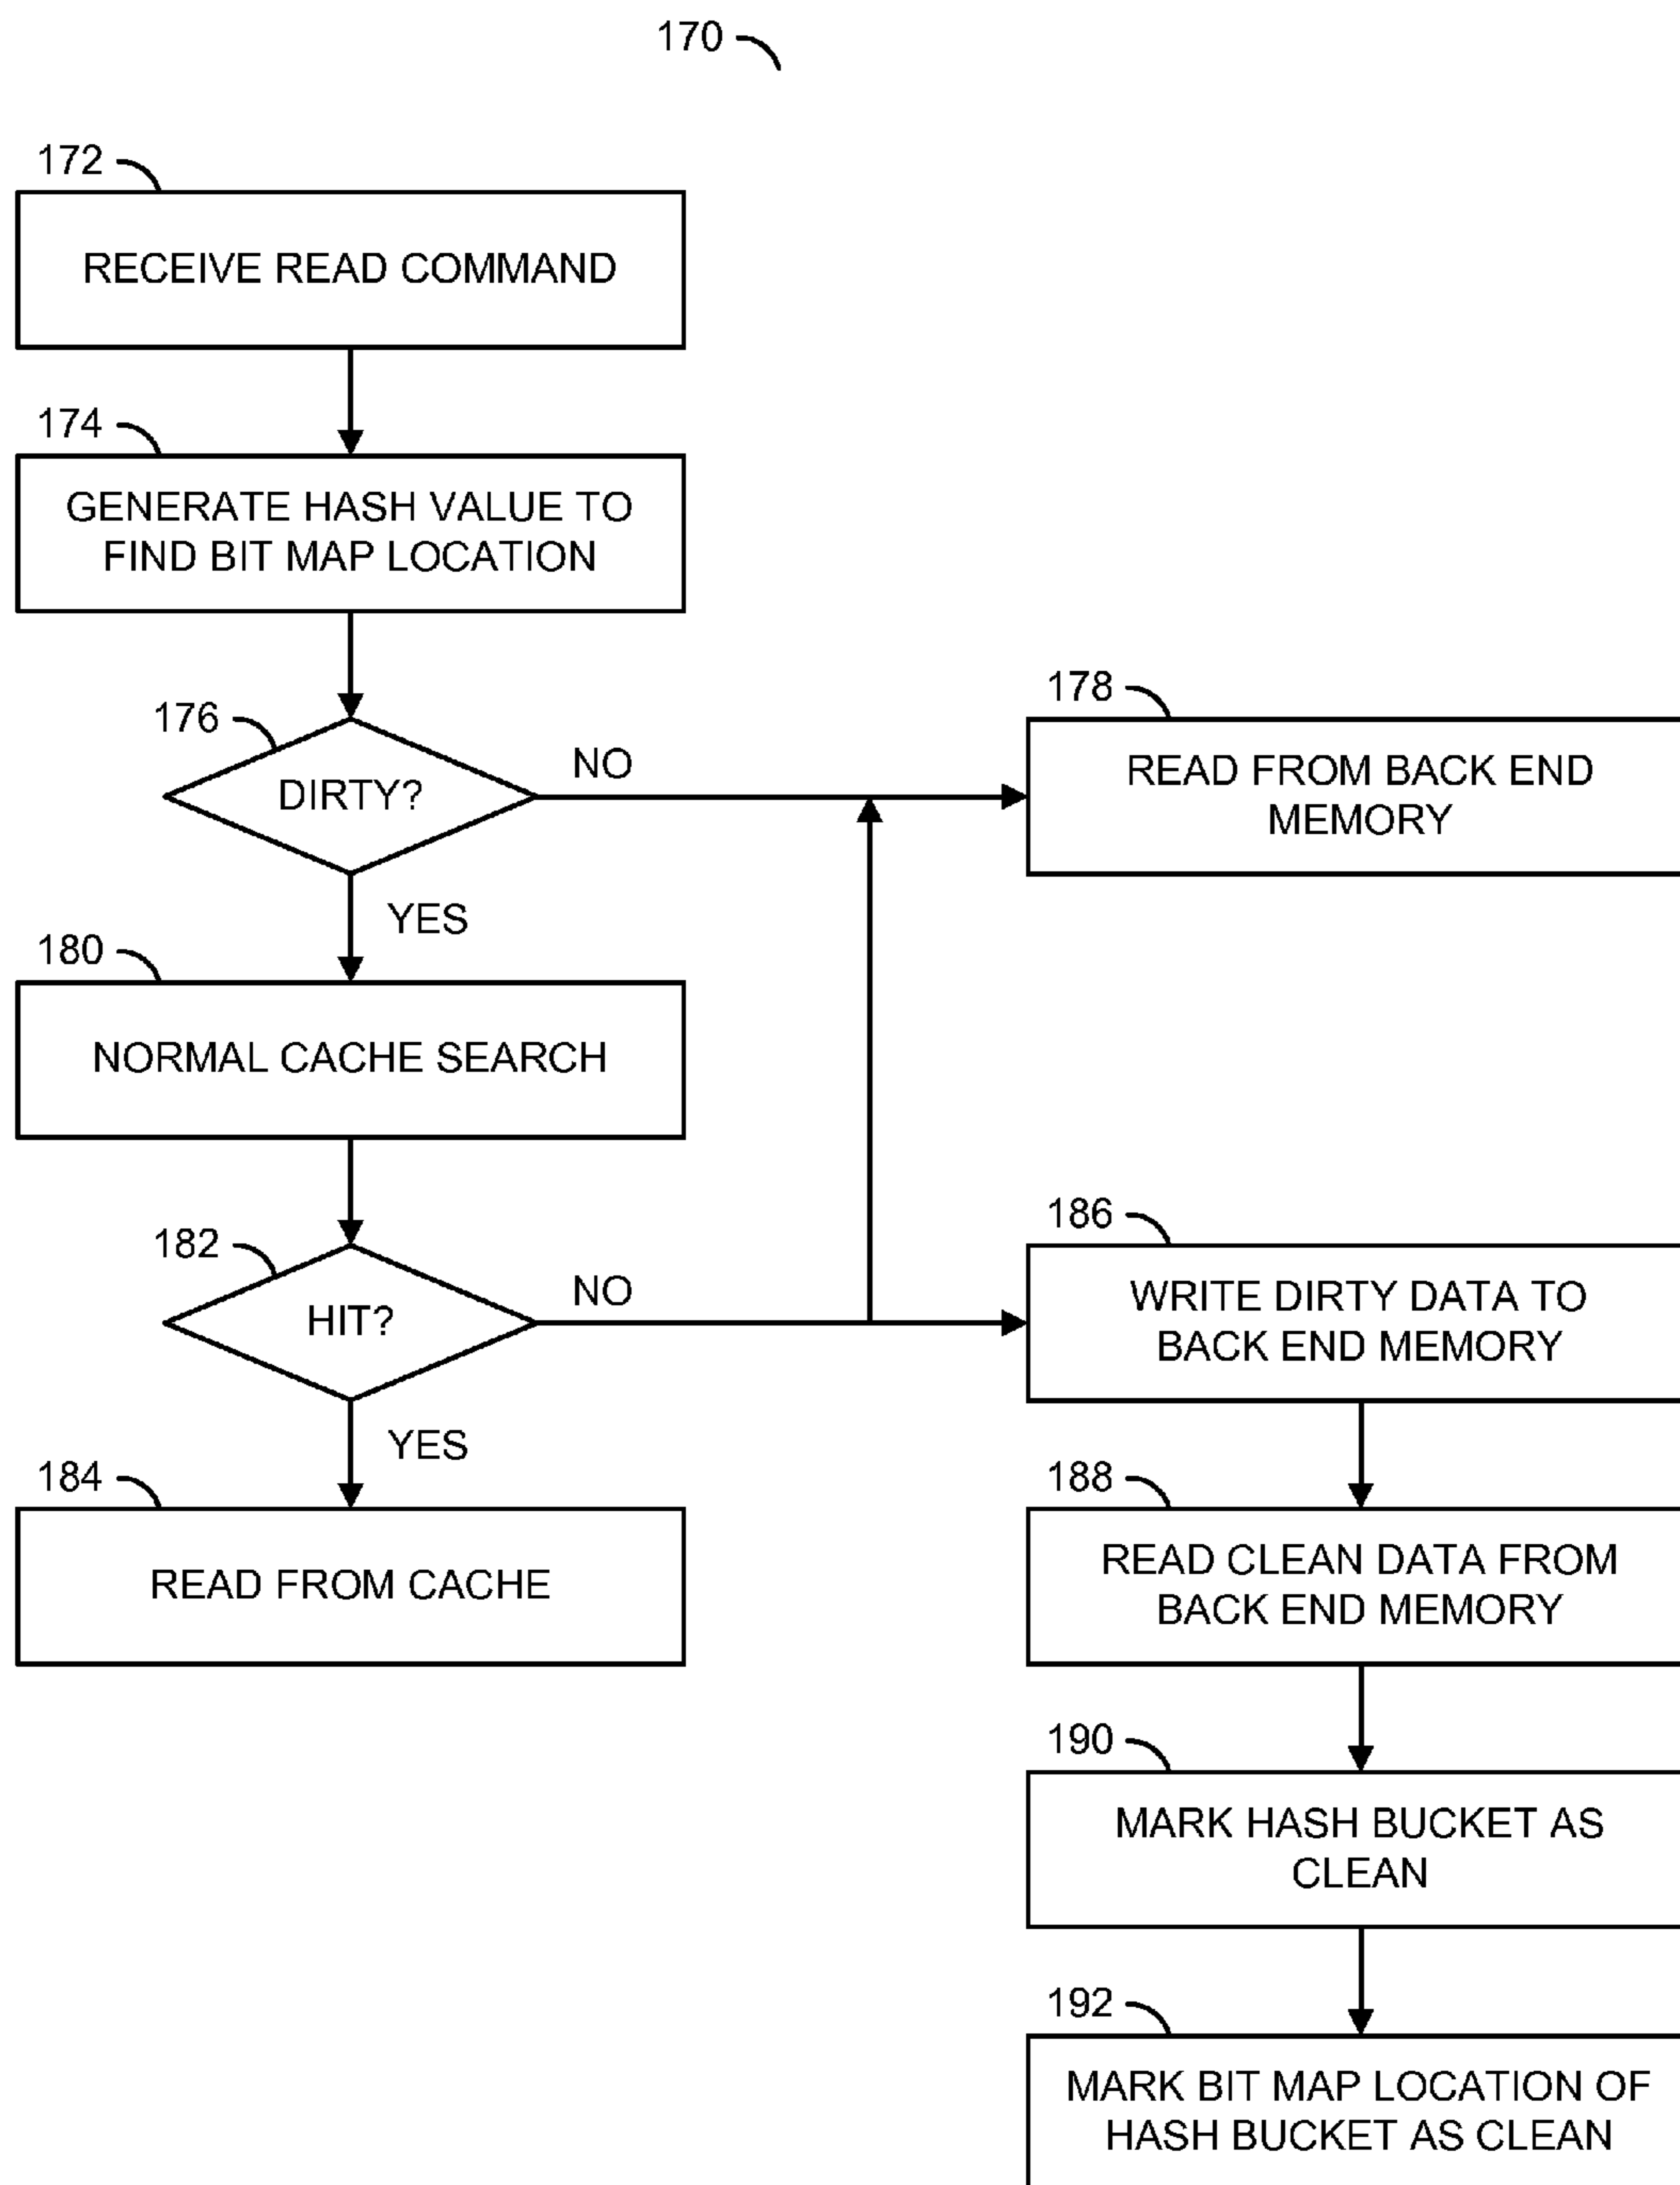 170
172
RECEIVE READ COMMAND
174
GENERATE HASH VALUE TO
FIND BIT MAP LOCATION
176
DIRTY?
NO
178
READ FROM BACK END
MEMORY
YES
180
NORMAL CACHE SEARCH
182
HIT?
NO
186
WRITE DIRTY DATA TO
BACK END MEMORY
YES
184
READ FROM CACHE
188
READ CLEAN DATA FROM
BACK END MEMORY
190
MARK HASH BUCKET AS
CLEAN
192
MARK BIT MAP LOCATION OF
HASH BUCKET AS CLEAN